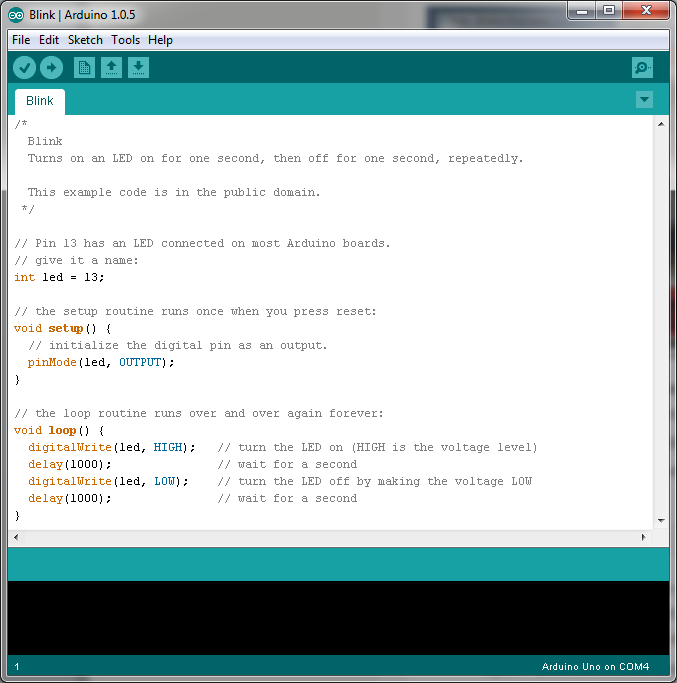 Blink | Arduino 1.0.5
File Edit Sketch Tools Help
Blink
/*
  Blink
  Turns on an LED on for one second, then off for one second, repeatedly.

  This example code is in the public domain.
 */

// Pin 13 has an LED connected on most Arduino boards.
// give it a name:
int led = 13;

// the setup routine runs once when you press reset:
void setup() {
  // initialize the digital pin as an output.
  pinMode(led, OUTPUT);
}

// the loop routine runs over and over again forever:
void loop() {
  digitalWrite(led, HIGH);   // turn the LED on (HIGH is the voltage level)
  delay(1000);               // wait for a second
  digitalWrite(led, LOW);    // turn the LED off by making the voltage LOW
  delay(1000);               // wait for a second
}
1
Arduino Uno on COM4